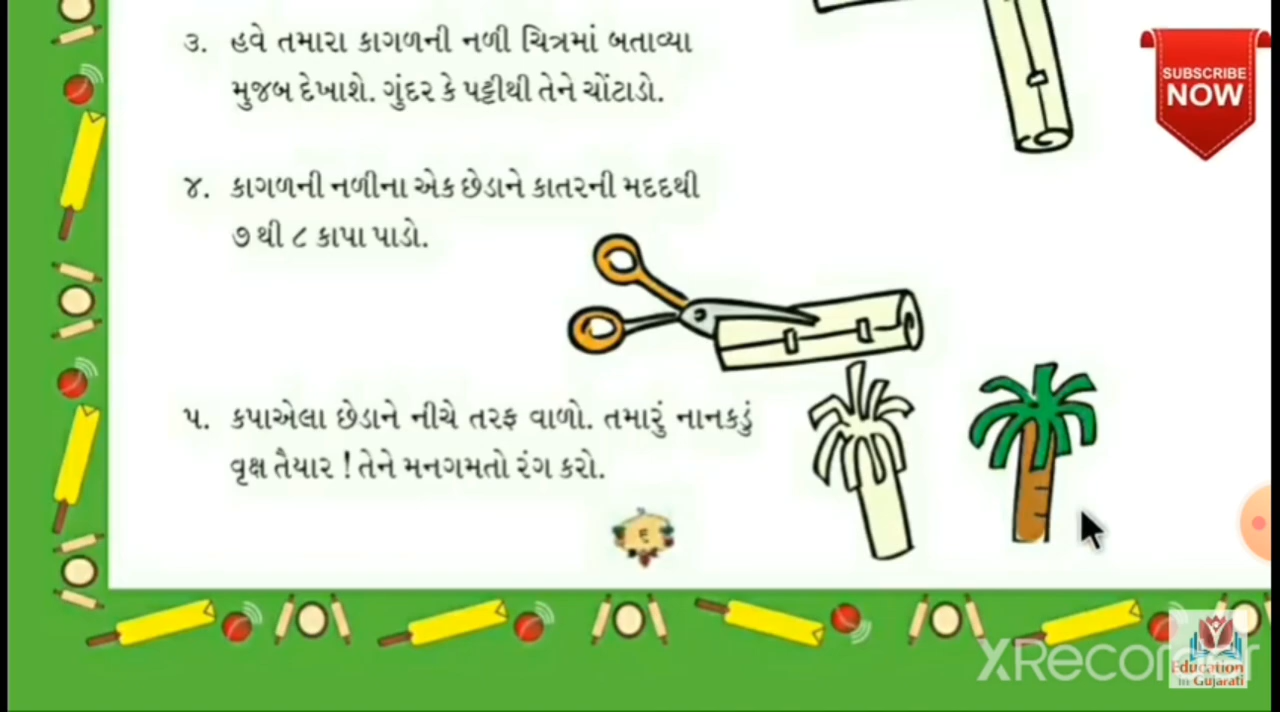 ૩. હવે તમારા કાગળની નળી ચિત્રમાં બતાવ્યા
મુજબ દેખાશે. ગુંદર કે પટ્ટીથી તેને ચોંટાડો.
SUBSCRIBE
NOW
૪. કાગળની નળીના એક છેડાને કાતરની મદદથી
૭ થી ૮ કાપા પાડો.
૫. કપાએલા છેડાને નીચે તરફ વાળો. તમારું નાનકડું
વૃક્ષ તૈયાર ! તેને મનગમતો રંગ કરો.
૬
XRecorder
Education
in Gujarati